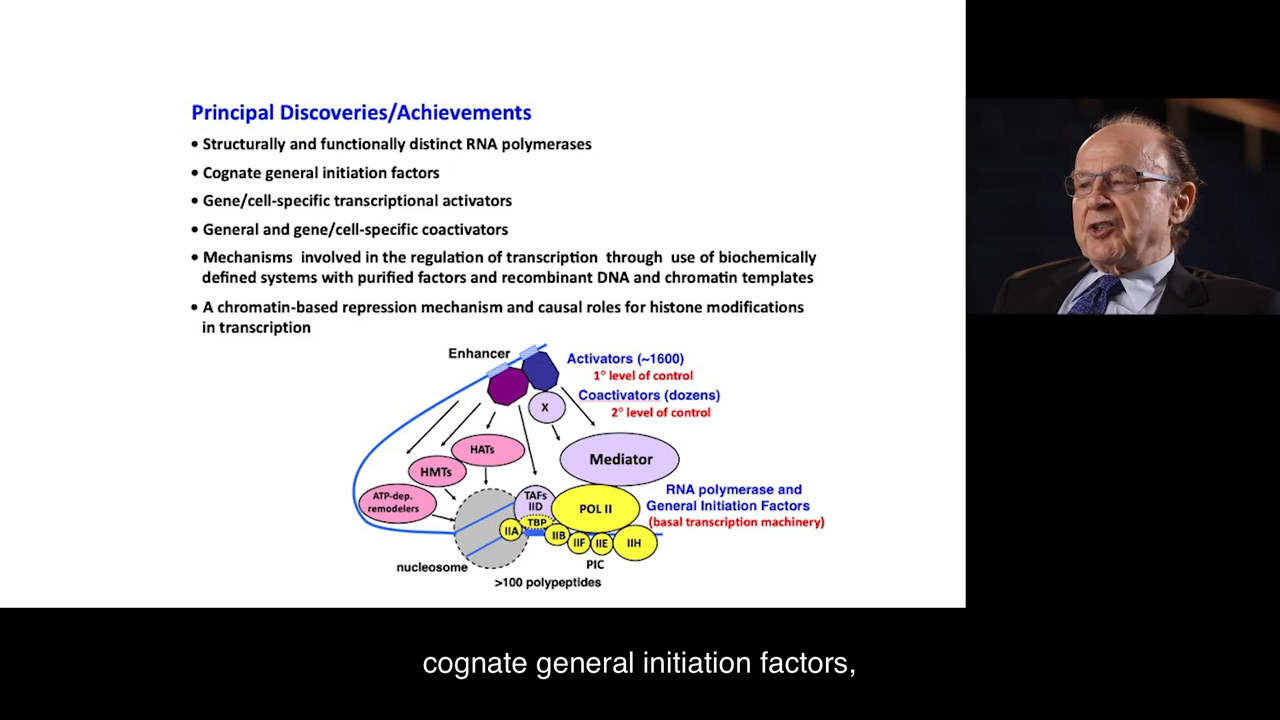 Principal Discoveries/Achievements
• Structurally and functionally distinct RNA polymerases
• Cognate general initiation factors
• Gene/cell-specific transcriptional activators
• General and gene/cell-specific coactivators
• Mechanisms involved in the regulation of transcription through use of biochemically
defined systems with purified factors and recombinant DNA and chromatin templates
• A chromatin-based repression mechanism and causal roles for histone modifications
in transcription
Enhancer
Activators (~1600)
1° level of control
Coactivators (dozens)
2° level of control
X
HATs
Mediator
HMTs
ATP-dep.
remodelers
TAFs
IID
POL II
RNA polymerase and
General Initiation Factors
(basal transcription machinery)
TBP
IIA
IIB
IIF
IIE
IIH
nucleosome
PIC
>100 polypeptides
cognate general initiation factors,